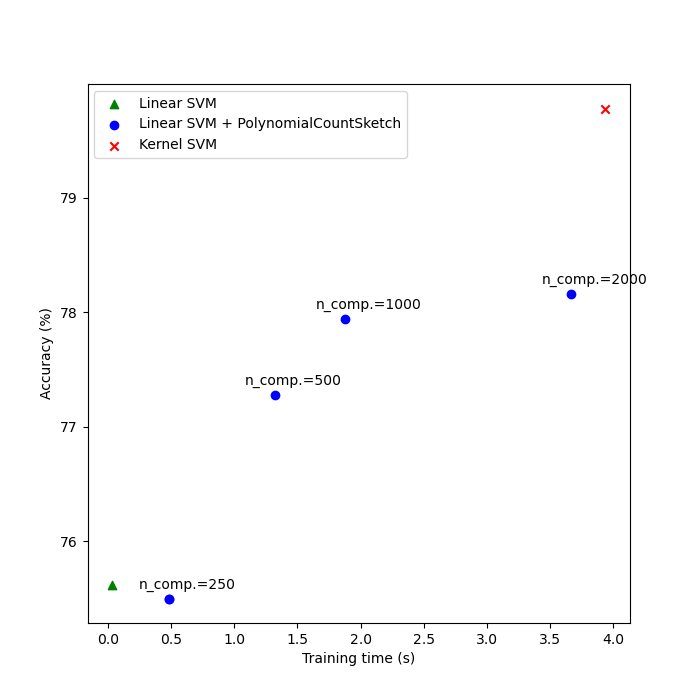 Linear SVM
Linear SVM + PolynomialCountSketch
Kernel SVM
79
n_comp.=2000
78
n_comp.=1000
Accuracy (%)
n_comp.=500
77
76
n_comp.=250
0.0 0.5 1.0 1.5 2.0 2.5 3.0 3.5 4.0
Training time (s)